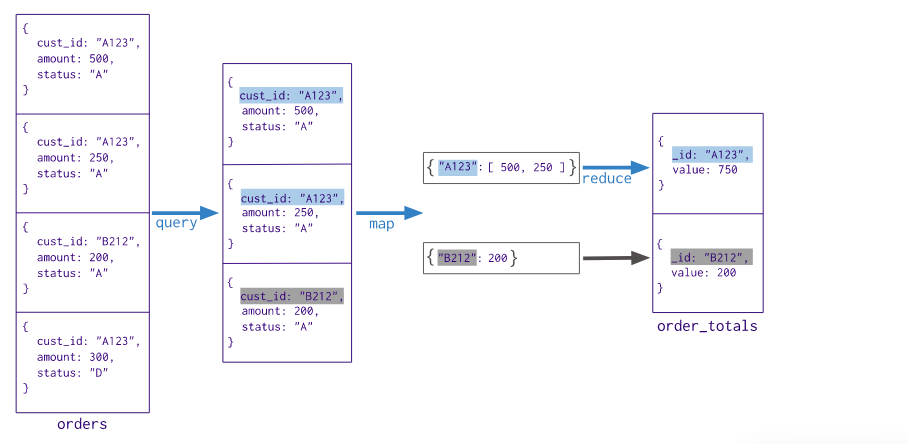 {
cust_id: "A123",
amount: 500,
status: "A"
}
{
cust_id: "A123",
amount: 250,
status: "A"
}
{
cust_id: "B212",
amount: 200,
status: "A"
}
{
cust_id: "A123",
amount: 300,
status: "D"
}
orders
query
{
cust_id: "A123",
amount: 500,
status: "A"
}
{
cust_id: "A123",
amount: 250,
status: "A"
}
{
cust_id: "B212",
amount: 200,
status: "A"
}
map
{"A123": [ 500, 250 ]}
{"B212": 200}
reduce
{
_id: "A123",
value: 750
}
{
_id: "B212",
value: 200
}
order_totals